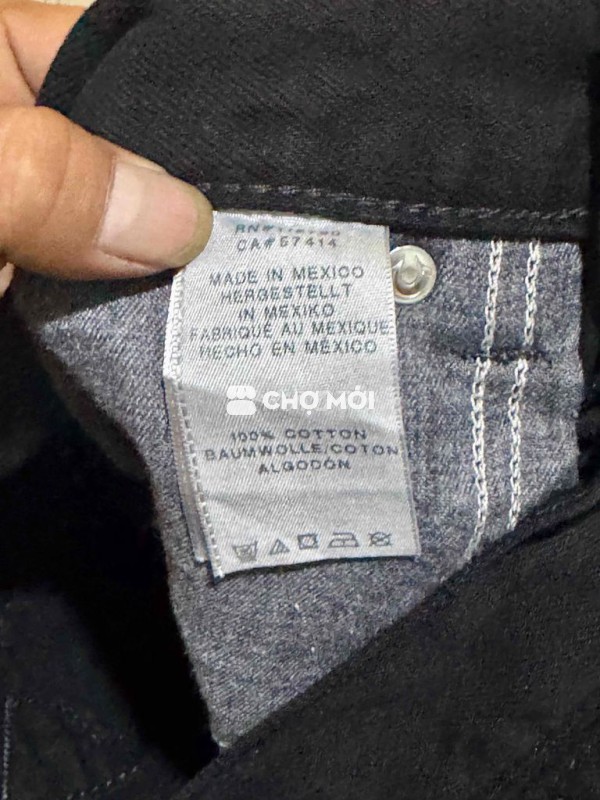 CA#57414
MADE IN MEXICO
HERGESTELLT
IN MEXIKO
FABRIQUÉ AU MEXIQUE
HECHO EN MÉXICO
CHỢ MỚI
100% COTTON
BAUMWOLLE/COTON
ALGODÓN